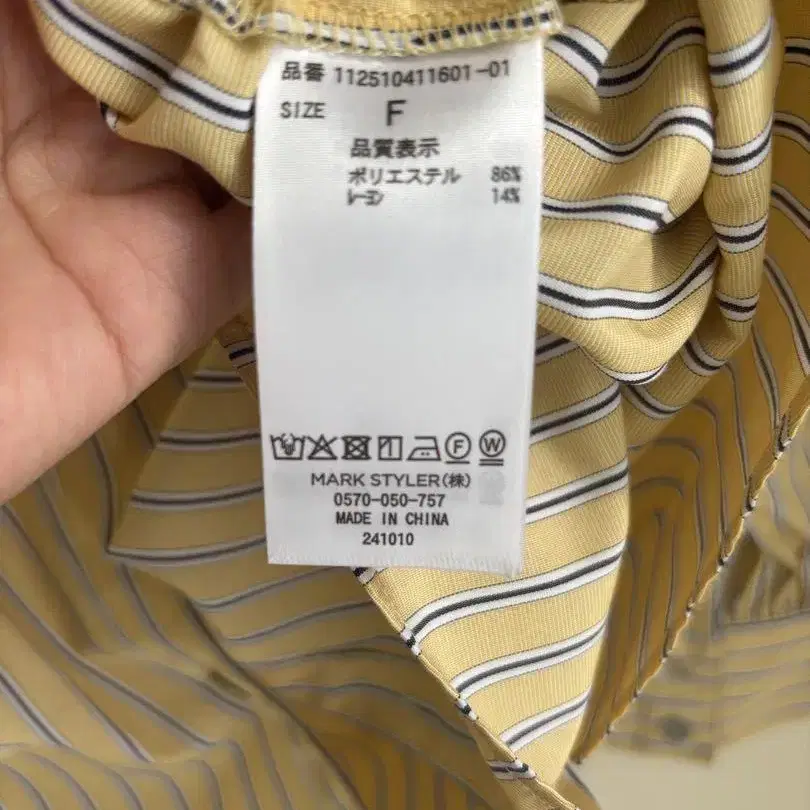 品番 112510411601-01
SIZE F
品質表示
ポリエステル 86%
レーヨン 14%
F W
MARK STYLER(株)
0570-050-757
MADE IN CHINA
241010